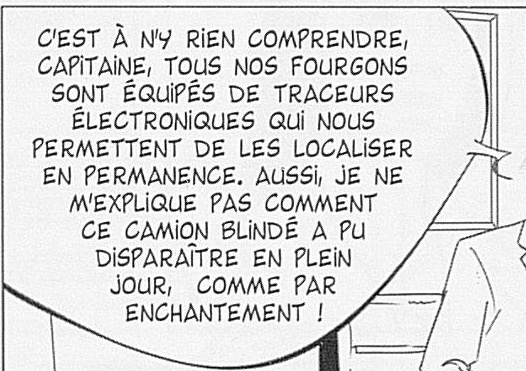 C'EST À N'Y RIEN COMPRENDRE,
CAPITAINE, TOUS NOS FOURGONS
SONT ÉQUIPÉS DE TRACEURS
ÉLECTRONIQUES QUI NOUS
PERMETTENT DE LES LOCALISER
EN PERMANENCE. AUSSI, JE NE
M'EXPLIQUE PAS COMMENT
CE CAMION BLINDÉ A PU
DISPARAÎTRE EN PLEIN
JOUR, COMME PAR
ENCHANTEMENT !